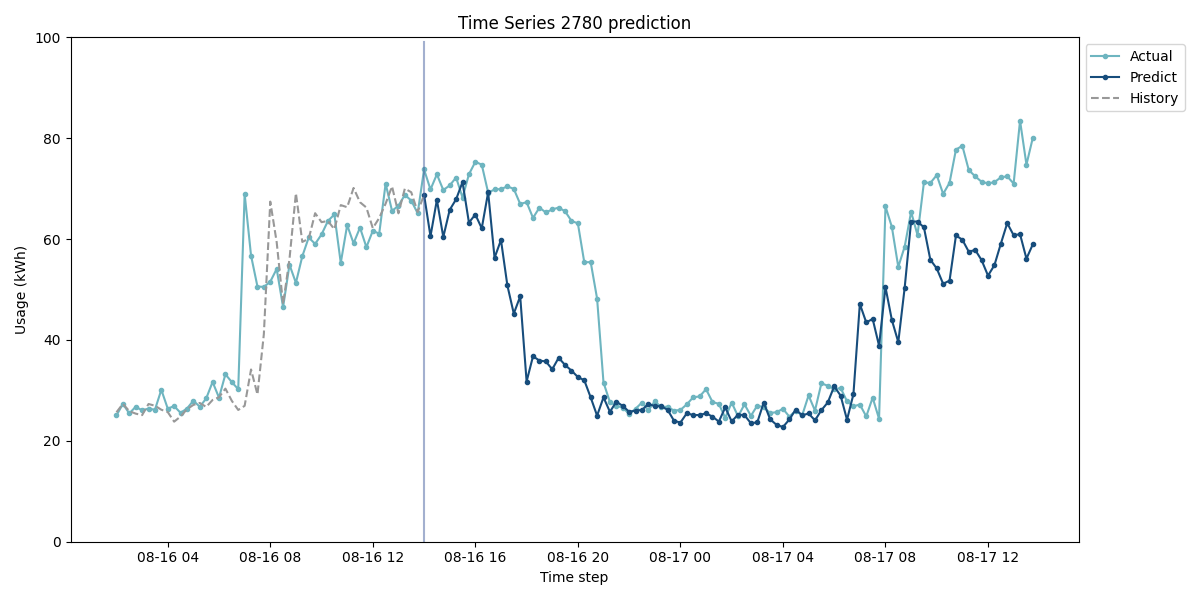 Time Series 2780 prediction
100
80
60
40
20
0
Usage (kWh)
08-16 04
08-16 08
08-16 12
08-16 16
08-16 20
08-17 00
08-17 04
08-17 08
08-17 12
Time step
Actual
Predict
History